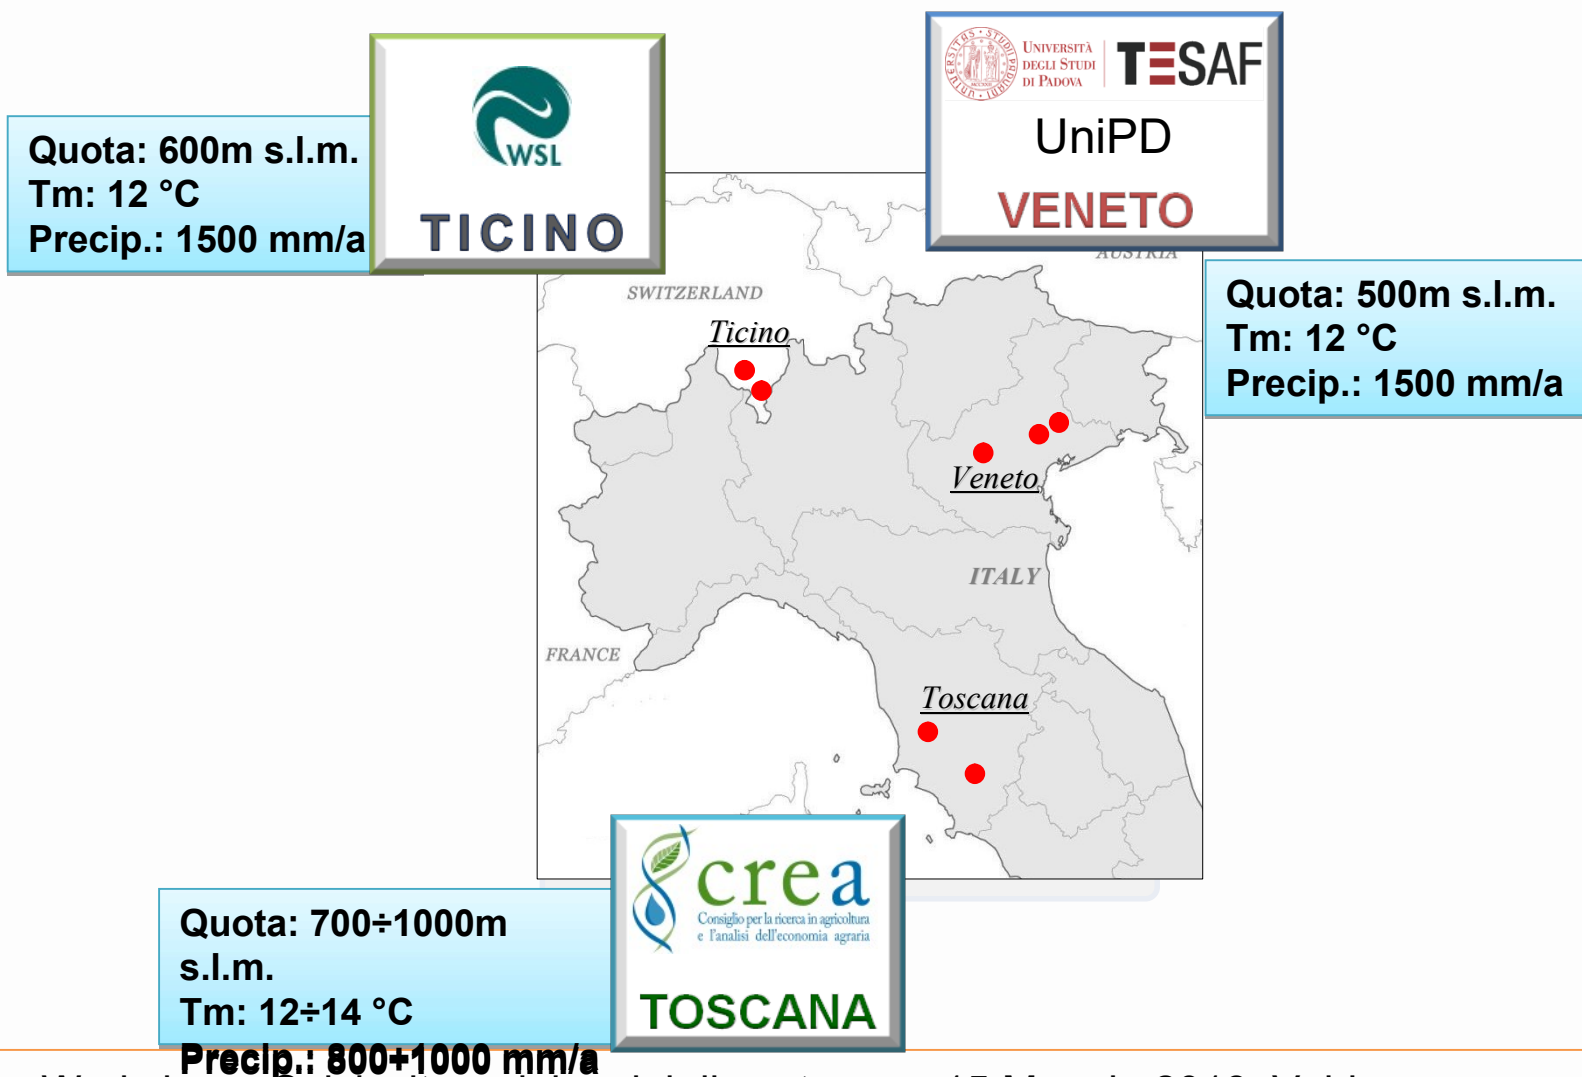 UNIVERSITÀ
DEGLI STUDI
DI PADOVA
TESAF
UniPD
VENETO
WSL
TICINO
Quota: 600m s.l.m.
Tm: 12 °C
Precip.: 1500 mm/a
AUSTRIA
Quota: 500m s.l.m.
Tm: 12 °C
Precip.: 1500 mm/a
SWITZERLAND
Ticino
Veneto
ITALY
FRANCE
Toscana
crea
Consiglio per la ricerca in agricoltura
e l'analisi dell'economia agraria
TOSCANA
Quota: 700÷1000m
s.l.m.
Tm: 12÷14 °C
Precip.: 800÷1000 mm/a